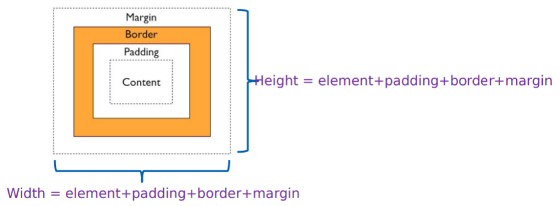 Margin
Border
Padding
Content
Height = element+padding+border+margin
Width = element+padding+border+margin